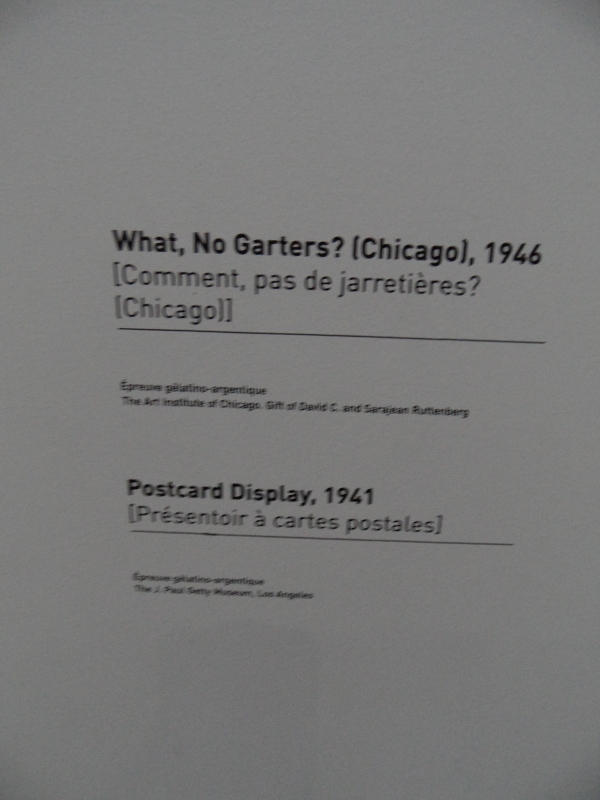 What, No Garters? (Chicago), 1946
[Comment, pas de jarretières?
(Chicago)]
Épreuve gélatino-argentique
The Art Institute of Chicago. Gift of David C. and Sarajean Ruttenberg
Postcard Display, 1941
[Présentoir à cartes postales]
Épreuve gélatino-argentique
The J. Paul Getty Museum, Los Angeles